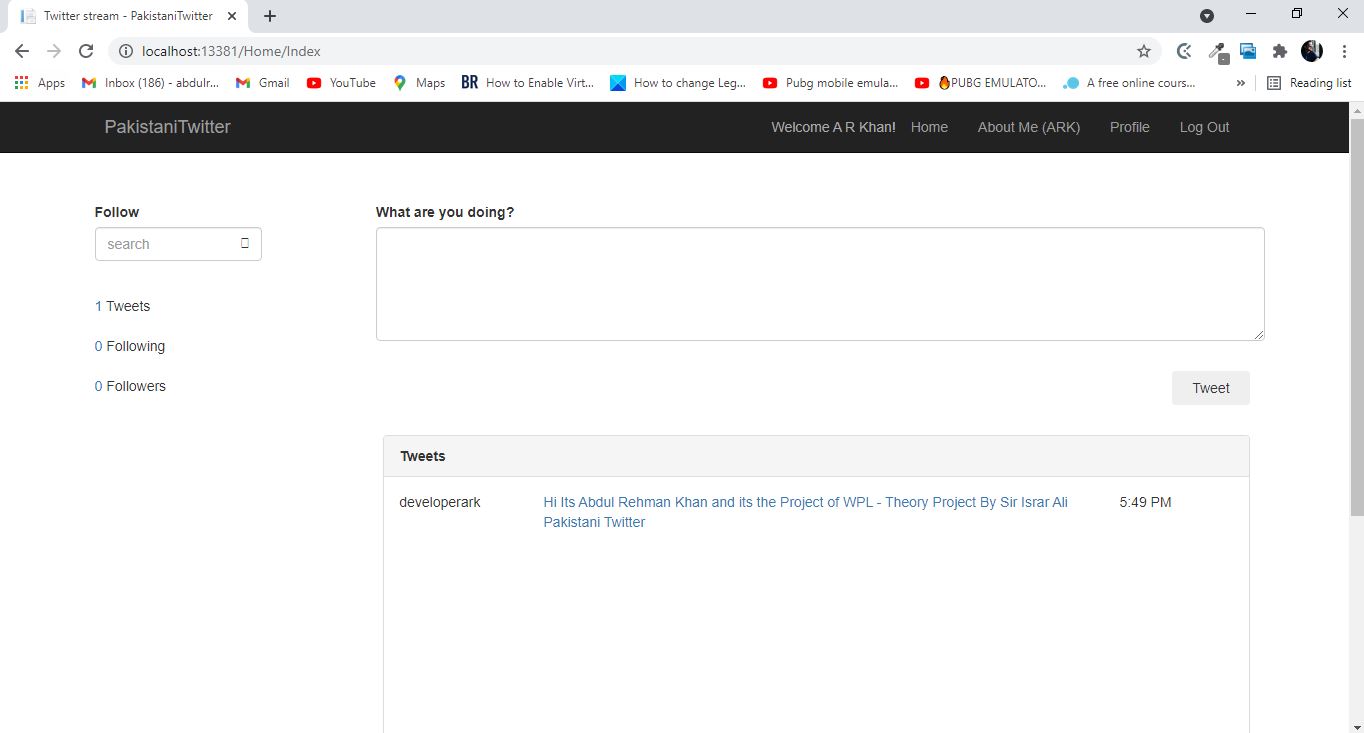 Twitter stream - PakistaniTwitter
localhost:13381/Home/Index
Apps Inbox (186) - abdulr... Gmail YouTube Maps BR How to Enable Virt... How to change Leg... Pubg mobile emula... PUBG EMULATO... A free online cours... » Reading list
PakistaniTwitter Welcome A R Khan! Home About Me (ARK) Profile Log Out
Follow What are you doing?
search
1 Tweets
0 Following
0 Followers
Tweet
Tweets
developerark Hi Its Abdul Rehman Khan and its the Project of WPL - Theory Project By Sir Israr Ali 5:49 PM
Pakistani Twitter